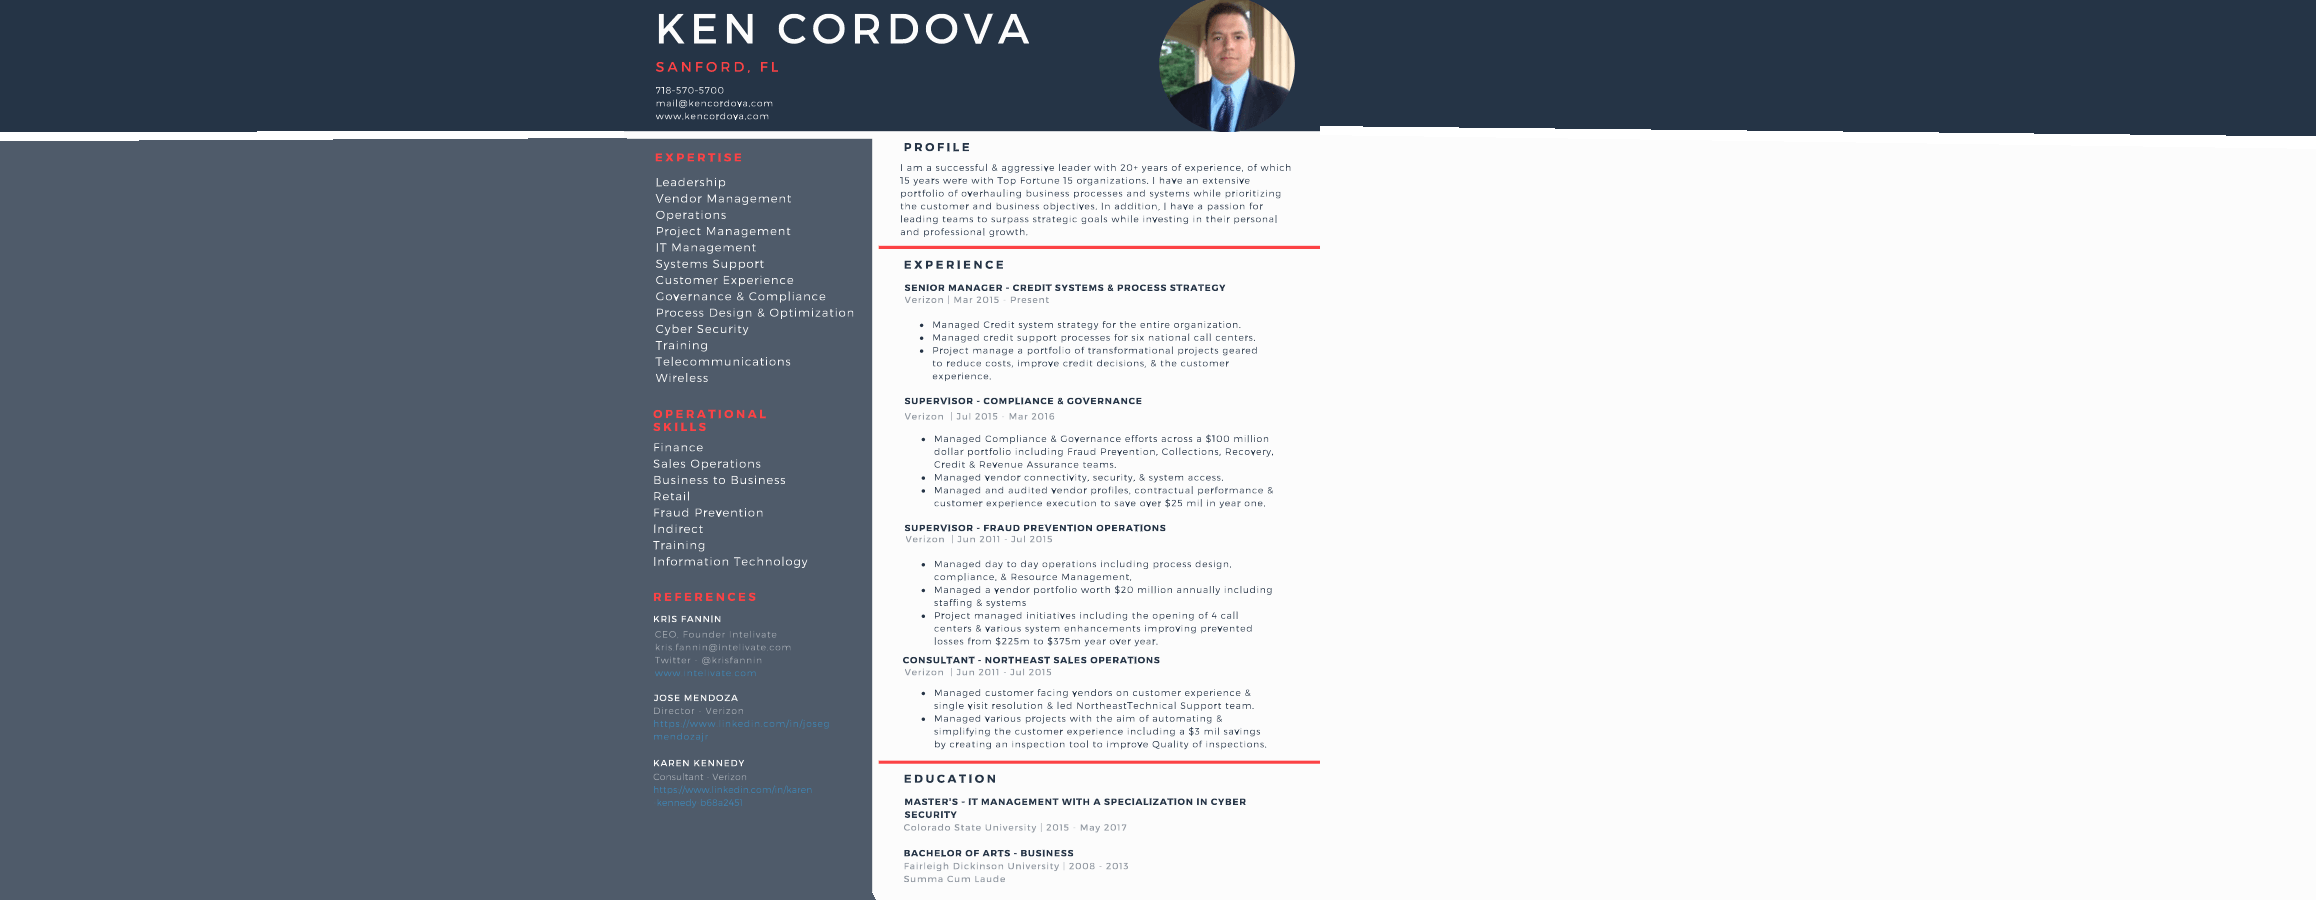 KEN CORDOVA
SANFORD, FL
718-570-5700
mail@kencordova.com
www.kencordova.com
EXPERTISE
Leadership
Vendor Management
Operations
Project Management
IT Management
Systems Support
Customer Experience
Governance & Compliance
Process Design & Optimization
Cyber Security
Training
Telecommunications
Wireless
OPERATIONAL
SKILLS
Finance
Sales Operations
Business to Business
Retail
Fraud Prevention
Indirect
Training
Information Technology
REFERENCES
KRIS FANNIN
CEO, Founder Intelivate
kris.fannin@intelivate.com
Twitter - @krisfannin
www.intelivate.com
JOSE MENDOZA
Director - Verizon
https://www.linkedin.com/in/joseg
mendozajr
KAREN KENNEDY
Consultant - Verizon
https://www.linkedin.com/in/karen
-kennedy-b68a2451
PROFILE
I am a successful & aggressive leader with 20+ years of experience, of which
15 years were with Top Fortune 15 organizations. I have an extensive
portfolio of overhauling business processes and systems while prioritizing
the customer and business objectives. In addition, I have a passion for
leading teams to surpass strategic goals while investing in their personal
and professional growth.
EXPERIENCE
SENIOR MANAGER - CREDIT SYSTEMS & PROCESS STRATEGY
Verizon | Mar 2015 - Present
• Managed Credit system strategy for the entire organization.
• Managed credit support processes for six national call centers.
• Project manage a portfolio of transformational projects geared
to reduce costs, improve credit decisions, & the customer
experience.
SUPERVISOR - COMPLIANCE & GOVERNANCE
Verizon | Jul 2015 - Mar 2016
• Managed Compliance & Governance efforts across a $100 million
dollar portfolio including Fraud Prevention, Collections, Recovery,
Credit & Revenue Assurance teams.
• Managed vendor connectivity, security, & system access.
• Managed and audited vendor profiles, contractual performance &
customer experience execution to save over $25 mil in year one.
SUPERVISOR - FRAUD PREVENTION OPERATIONS
Verizon | Jun 2011 - Jul 2015
• Managed day to day operations including process design,
compliance, & Resource Management,
• Managed a vendor portfolio worth $20 million annually including
staffing & systems
• Project managed initiatives including the opening of 4 call
centers & various system enhancements improving prevented
losses from $225m to $375m year over year.
CONSULTANT - NORTHEAST SALES OPERATIONS
Verizon | Jun 2011 - Jul 2015
• Managed customer facing vendors on customer experience &
single visit resolution & led NortheastTechnical Support team.
• Managed various projects with the aim of automating &
simplifying the customer experience including a $3 mil savings
by creating an inspection tool to improve Quality of inspections.
EDUCATION
MASTER'S - IT MANAGEMENT WITH A SPECIALIZATION IN CYBER
SECURITY
Colorado State University | 2015 - May 2017
BACHELOR OF ARTS - BUSINESS
Fairleigh Dickinson University | 2008 - 2013
Summa Cum Laude